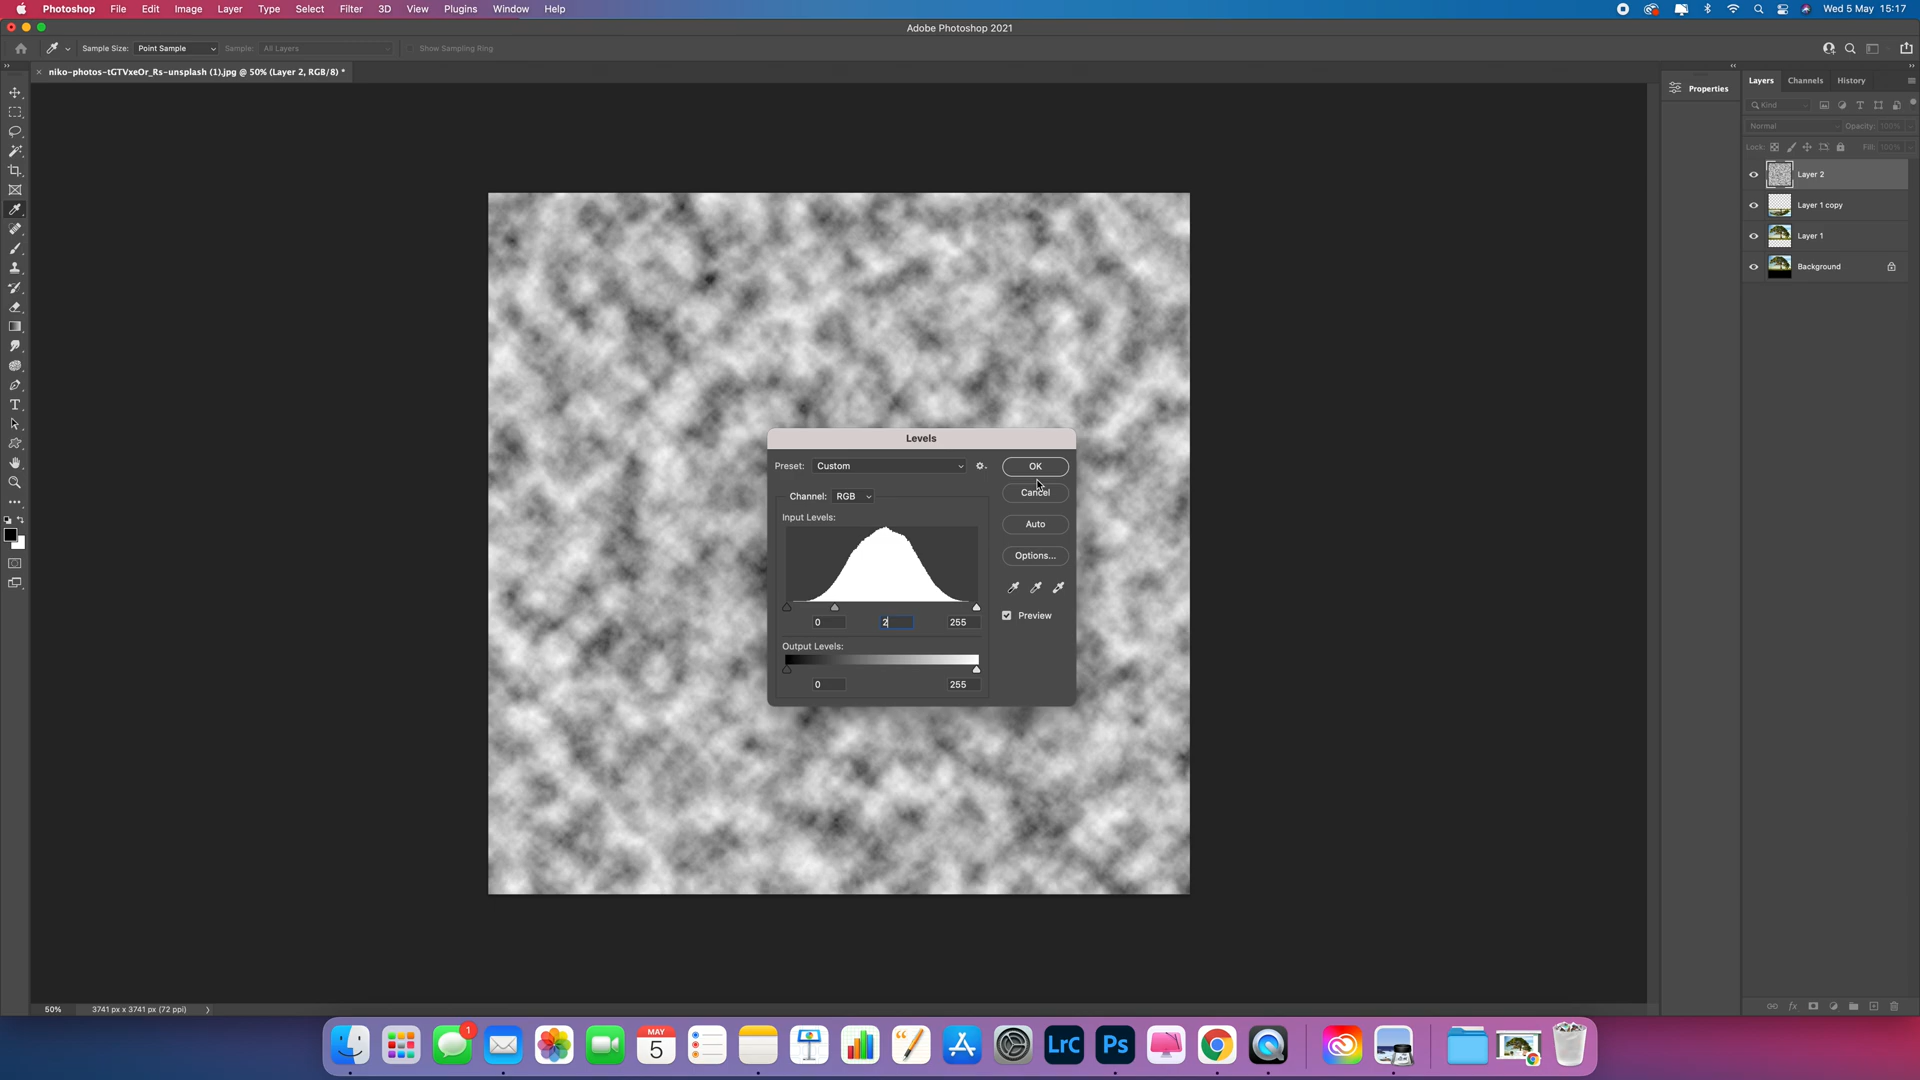 Photoshop File Edit Image Layer Type Select Filter 3D View Plugins Window Help Wed 5 May 15:17
Adobe Photoshop 2021
Sample Size: Point Sample Sample: All Layers Show Sampling Ring
niko-photos-tGTVxeOr_Rs-unsplash (1).jpg @ 50% (Layer 2, RGB/8) *
Properties
Layers Channels History
Kind
Normal Opacity: 100%
Lock: Fill: 100%
Layer 2
Layer 1 copy
Layer 1
Background
Levels
Preset: Custom OK
Cancel
Channel: RGB
Input Levels:
Auto
Options...
Preview
0 2 255
Output Levels:
0 255
50% 3741 px x 3741 px (72 ppi)
1
MAY
5
LrC
Ps